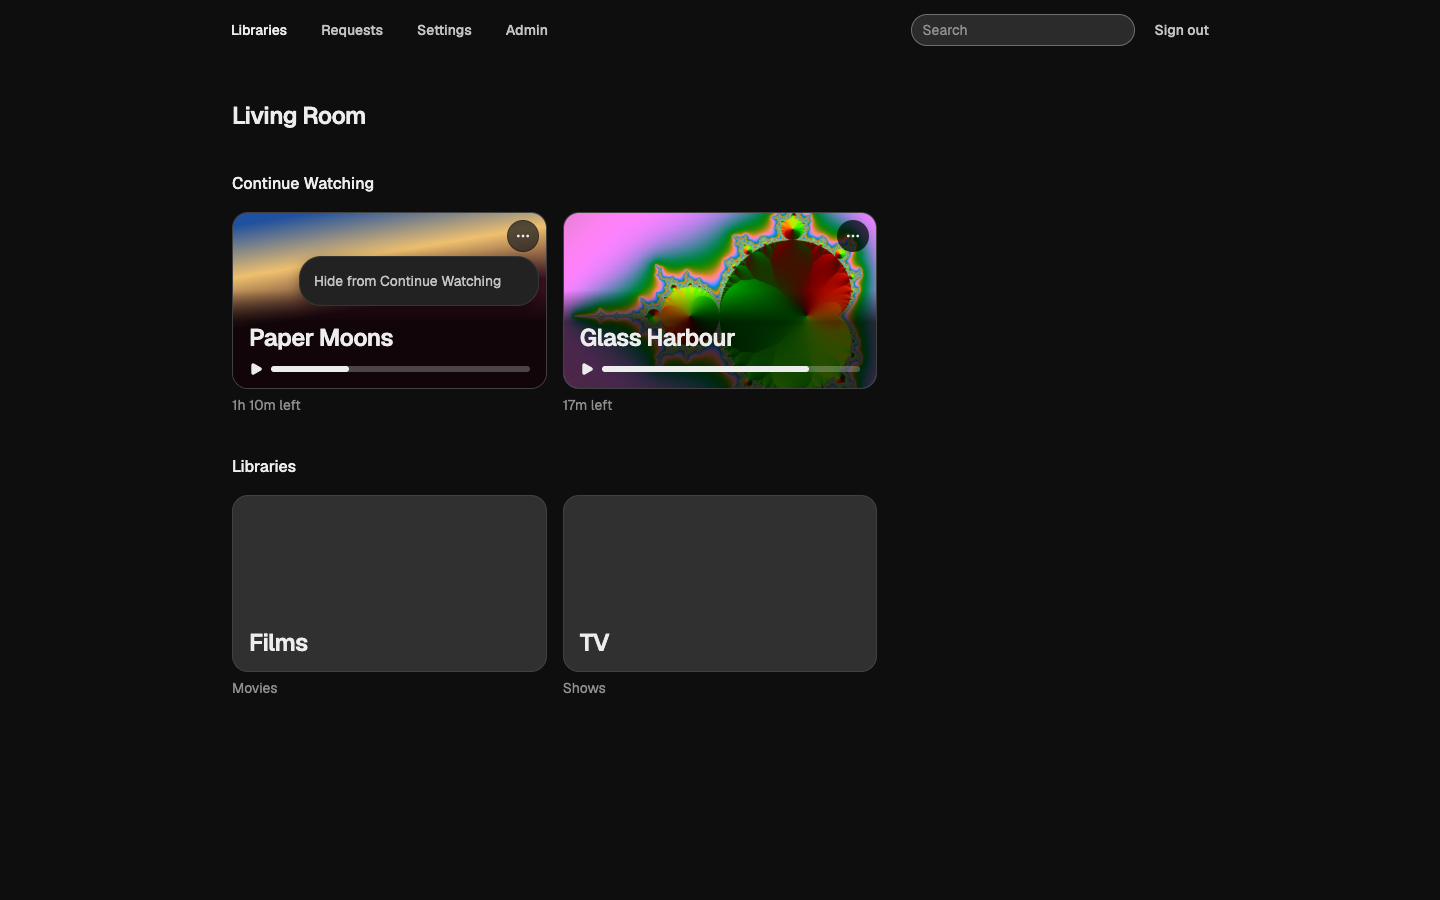 Libraries
Requests
Settings
Admin
Search
Sign out
Living Room
Continue Watching
Hide from Continue Watching
Paper Moons
Glass Harbour
1h 10m left
17m left
Libraries
Films
TV
Movies
Shows